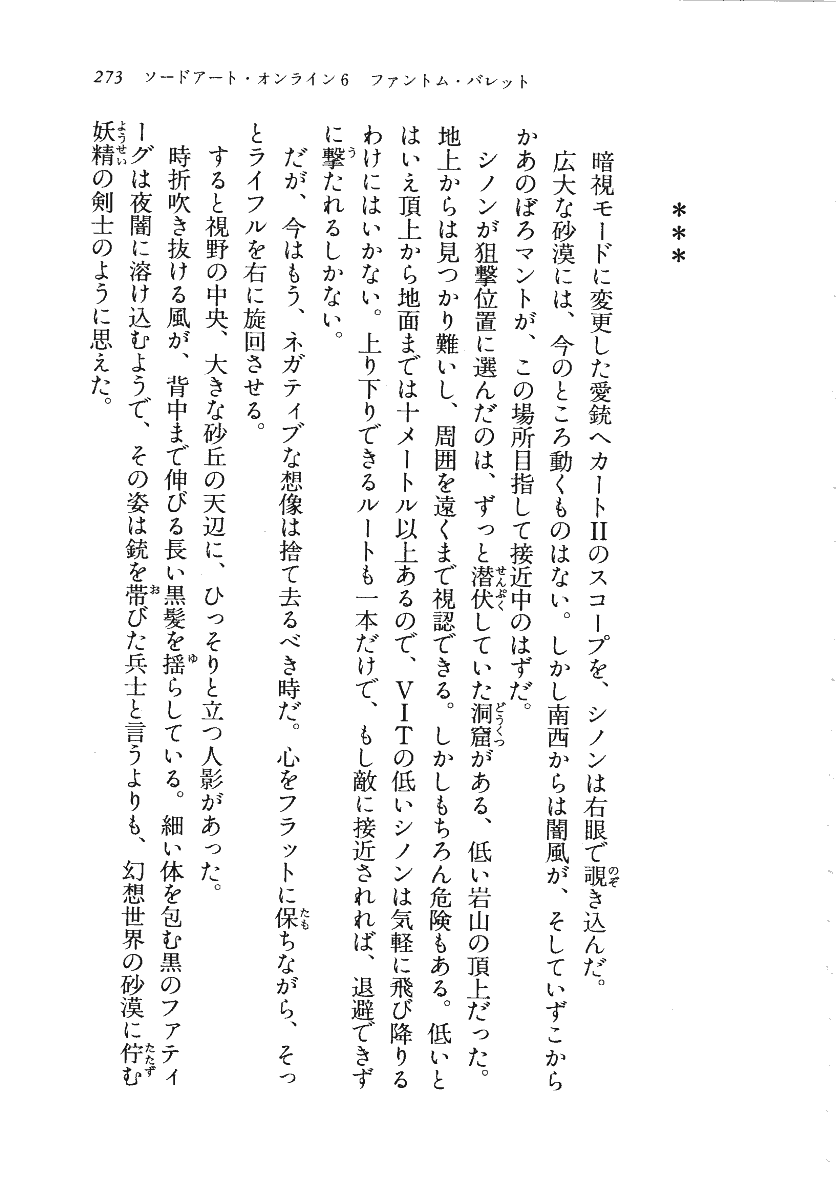 273 ソードアート・オンライン6 ファントム・バレット
＊＊＊
暗視モードに変更した愛銃ヘカートIIのスコープを、シノンは右眼で覗き込んだ。
広大な砂漠には、今のところ動くものはない。しかし南西からは闇風が、そしていずこから
かあのぼろマントが、この場所目指して接近中のはずだ。
シノンが狙撃位置に選んだのは、ずっと潜伏していた洞窟がある、低い岩山の頂上だった。
地上からは見つかり難いし、周囲を遠くまで視認できる。しかしもちろん危険もある。低いと
はいえ頂上から地面までは十メートル以上あるので、VITの低いシノンは気軽に飛び降りる
わけにはいかない。上り下りできるルートも一本だけで、もし敵に接近されれば、退避できず
に撃たれるしかない。
だが、今はもう、ネガティブな想像は捨て去るべき時だ。心をフラットに保ちながら、そっ
とライフルを右に旋回させる。
すると視野の中央、大きな砂丘の天辺に、ひっそりと立つ人影があった。
時折吹き抜ける風が、背中まで伸びる長い黒髪を揺らしている。細い体を包む黒のファティ
ーグは夜闇に溶け込むようで、その姿は銃を帯びた兵士と言うよりも、幻想世界の砂漠に佇む
妖精の剣士のように思えた。